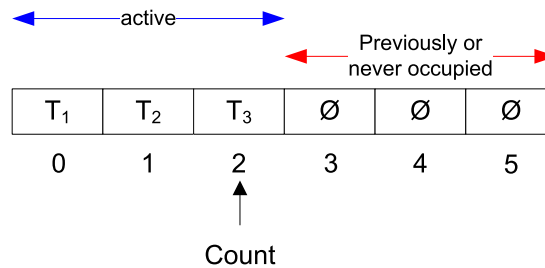 active
Previously or
never occupied
T₁ T₂ T₃ Ø Ø Ø
0 1 2 3 4 5
Count